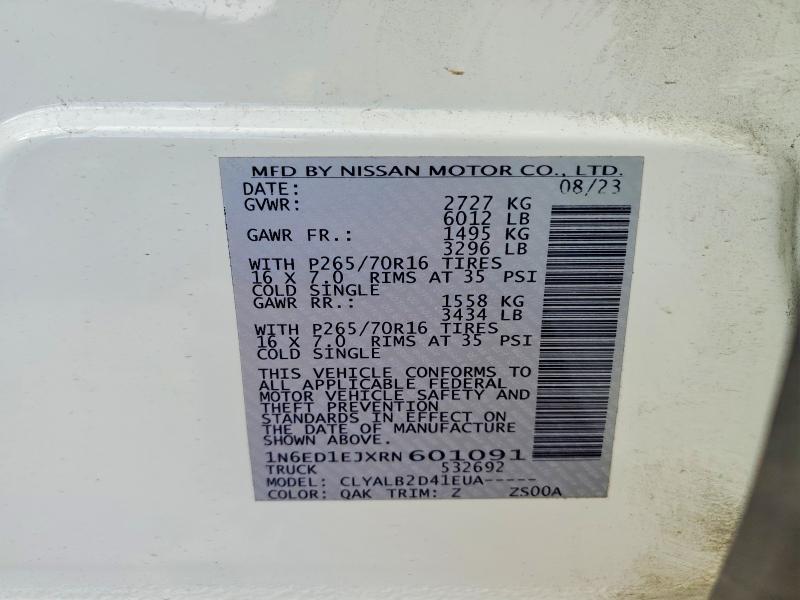 MFD BY NISSAN MOTOR CO., LTD.
DATE: 08/23
GVWR: 2727 KG
6012 LB
GAWR FR.: 1495 KG
3296 LB
WITH P265/70R16 TIRES
16 X 7.0 RIMS AT 35 PSI
COLD SINGLE
GAWR RR.: 1558 KG
3434 LB
WITH P265/70R16 TIRES
16 X 7.0 RIMS AT 35 PSI
COLD SINGLE
THIS VEHICLE CONFORMS TO
ALL APPLICABLE FEDERAL
MOTOR VEHICLE SAFETY AND
THEFT PREVENTION
STANDARDS IN EFFECT ON
THE DATE OF MANUFACTURE
SHOWN ABOVE.
1N6ED1EJXRN601091
TRUCK 532692
MODEL: CLYALB2D41EUA-----
COLOR: QAK TRIM: Z ZS00A